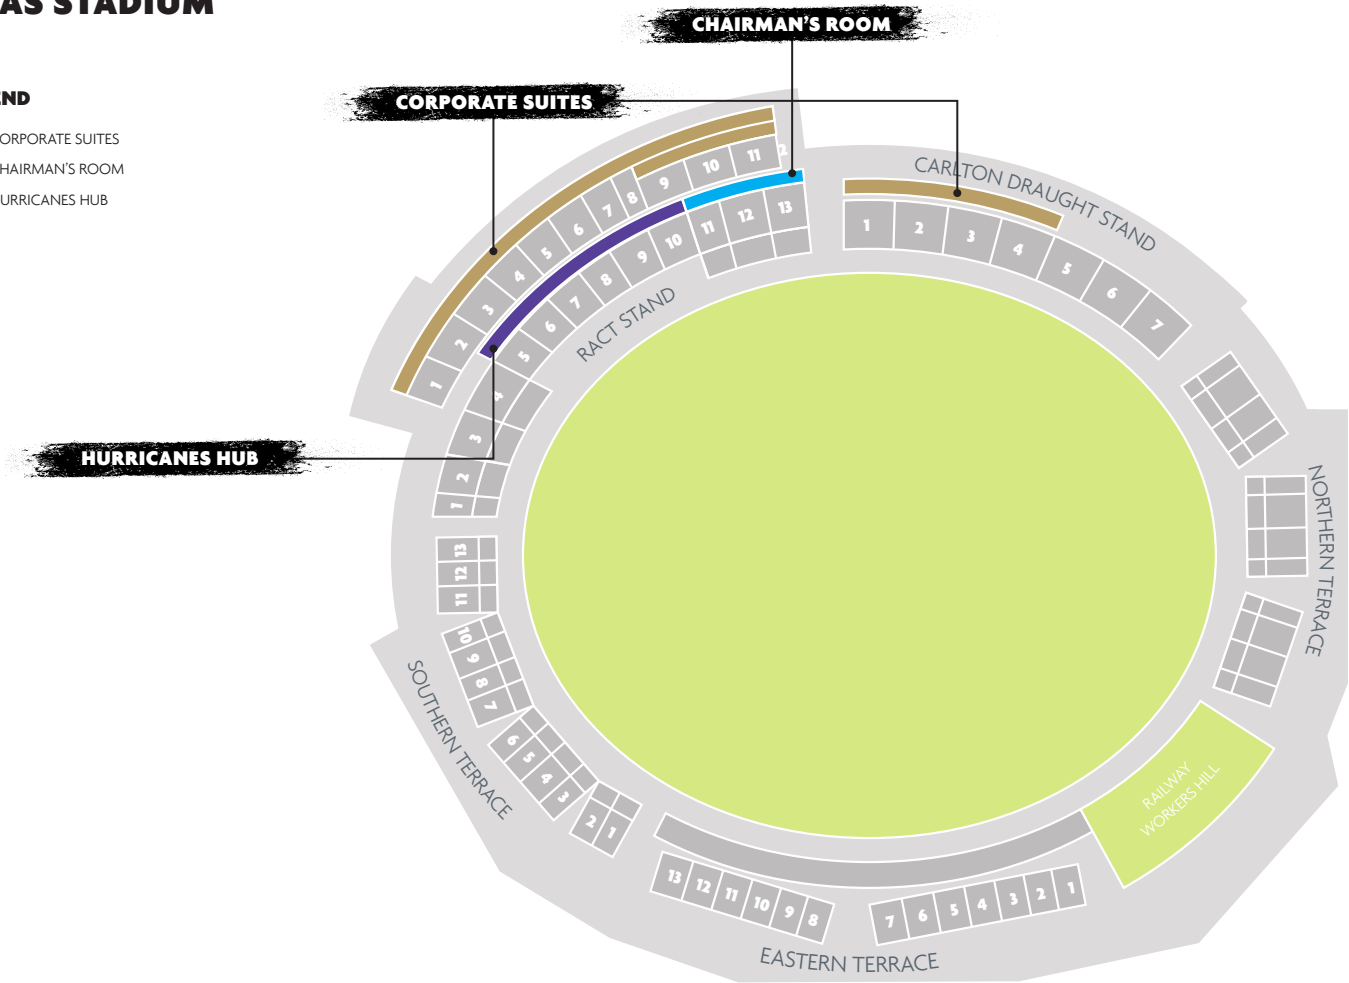 AS STADIUM
CHAIRMAN'S ROOM
END
CORPORATE SUITES
ORPORATE SUITES
HAIRMAN'S ROOM
URRICANES HUB
CARLTON DRAUGHT STAND
1 2 3 4 5 6 7 8 9 10 11 2
1 2 3 4 5 6 7 8 9 10 11 12 13
1 2 3 4 5 6 7
RACT STAND
HURRICANES HUB
NORTHERN TERRACE
13
12
11
10
9
8
7
6
5
4
3
2 1
SOUTHERN TERRACE
RAILWAY
WORKERS HILL
13 12 11 10 9 8
7 6 5 4 3 2 1
EASTERN TERRACE